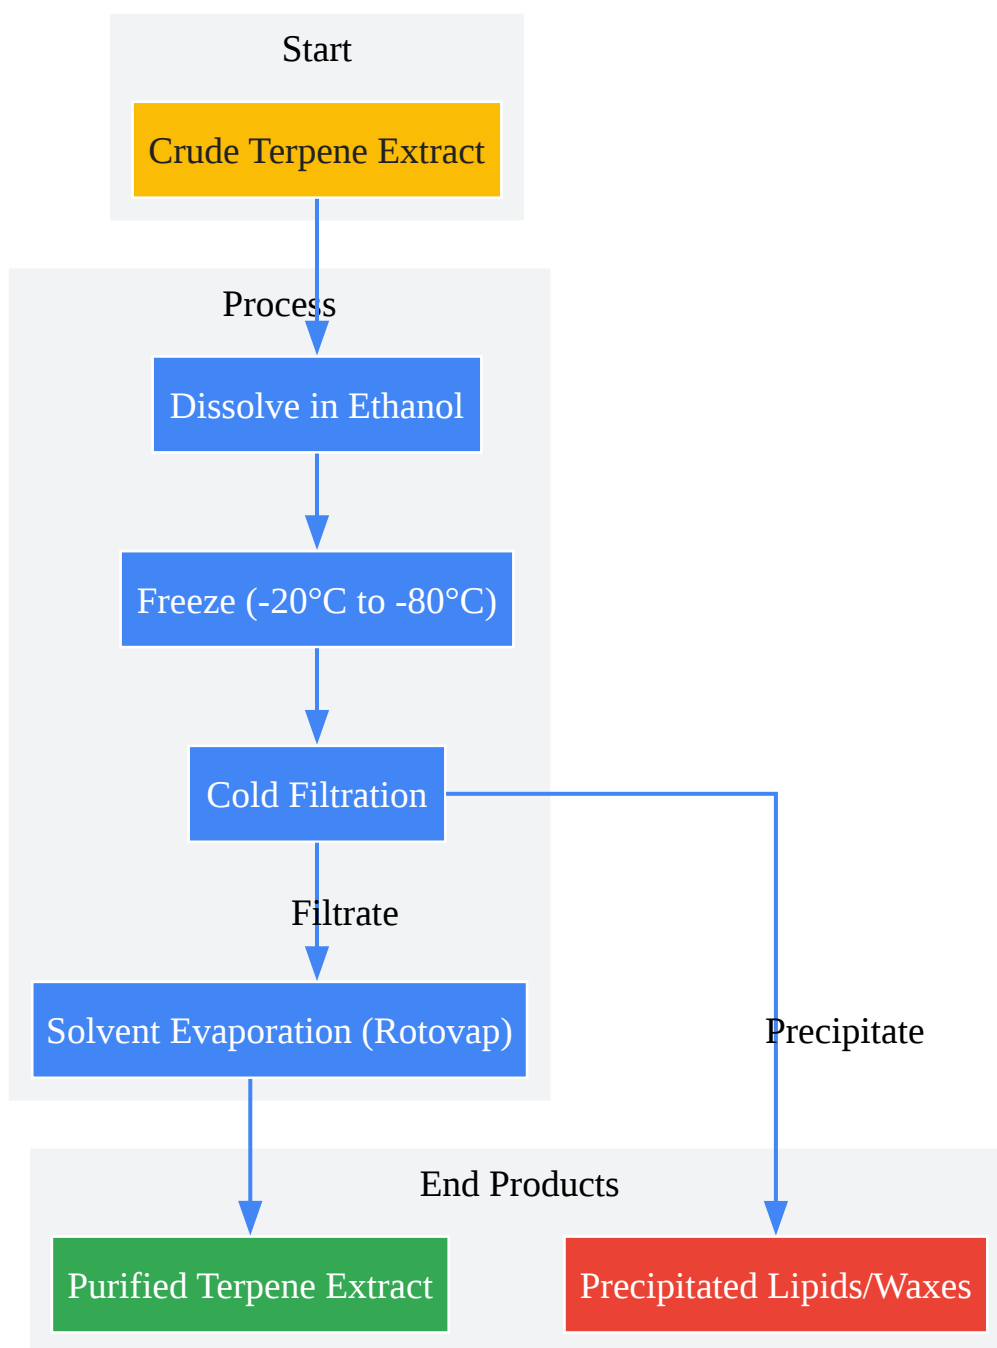 Start
Crude Terpene Extract
Process
Dissolve in Ethanol
Freeze (-20°C to -80°C)
Cold Filtration
Filtrate
Solvent Evaporation (Rotovap)
Precipitate
End Products
Purified Terpene Extract
Precipitated Lipids/Waxes